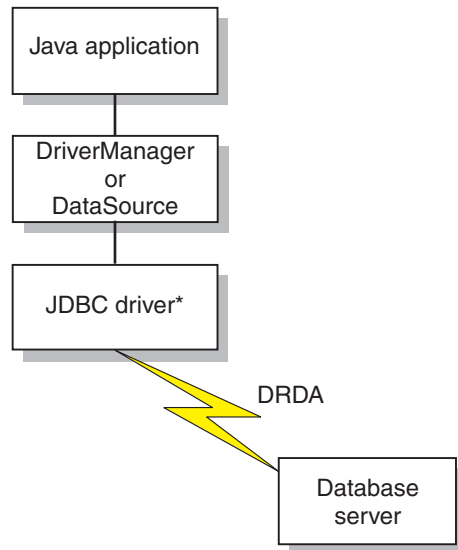 Java application
DriverManager
or
DataSource
JDBC driver*
DRDA
Database
server